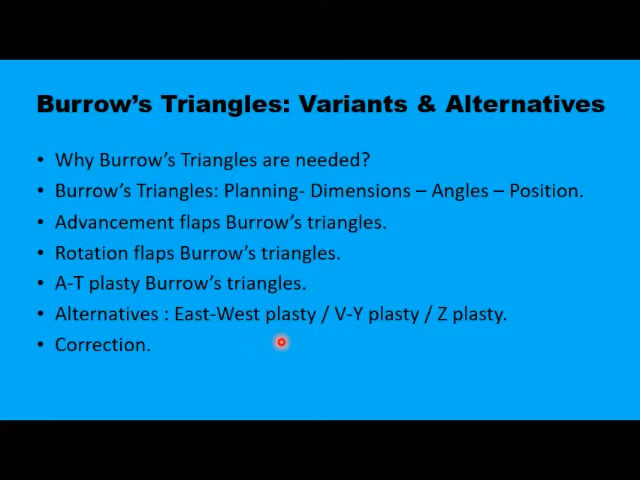 Burrow's Triangles: Variants & Alternatives
• Why Burrow's Triangles are needed?
• Burrow's Triangles: Planning- Dimensions – Angles – Position.
• Advancement flaps Burrow's triangles.
• Rotation flaps Burrow's triangles.
• A-T plasty Burrow's triangles.
• Alternatives : East-West plasty / V-Y plasty / Z plasty.
• Correction.